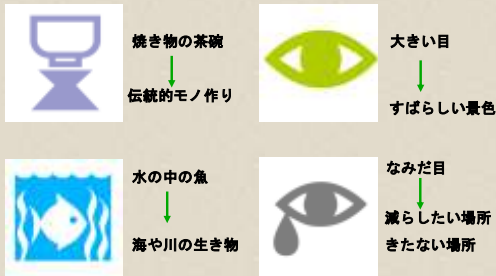 焼き物の茶碗
伝統的モノ作り
大きい目
すばらしい景色
水の中の魚
海や川の生き物
なみだ目
減らしたい場所
きたない場所